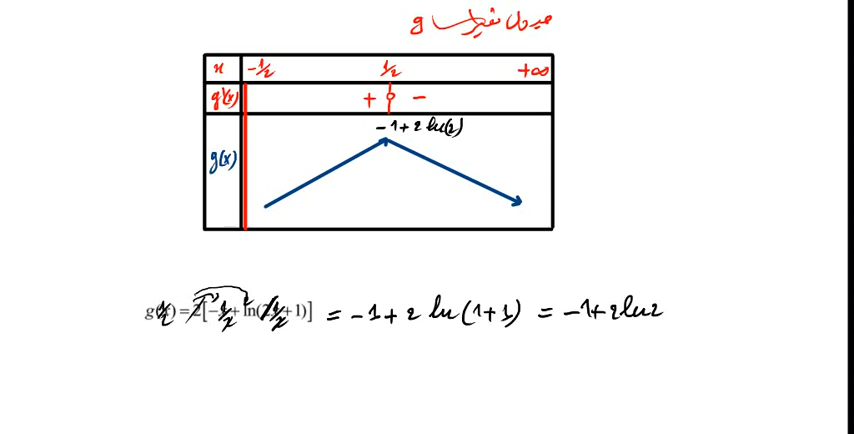 جدول تغيرات g
x -1/2 1/2 +∞
g'(x) + 0 -
-1+2 ln(2)
g(x)
g(1/2) = 2[-1/2 + ln(2 1/2 +1)] = -1+2 ln(1+1) = -1+2ln2